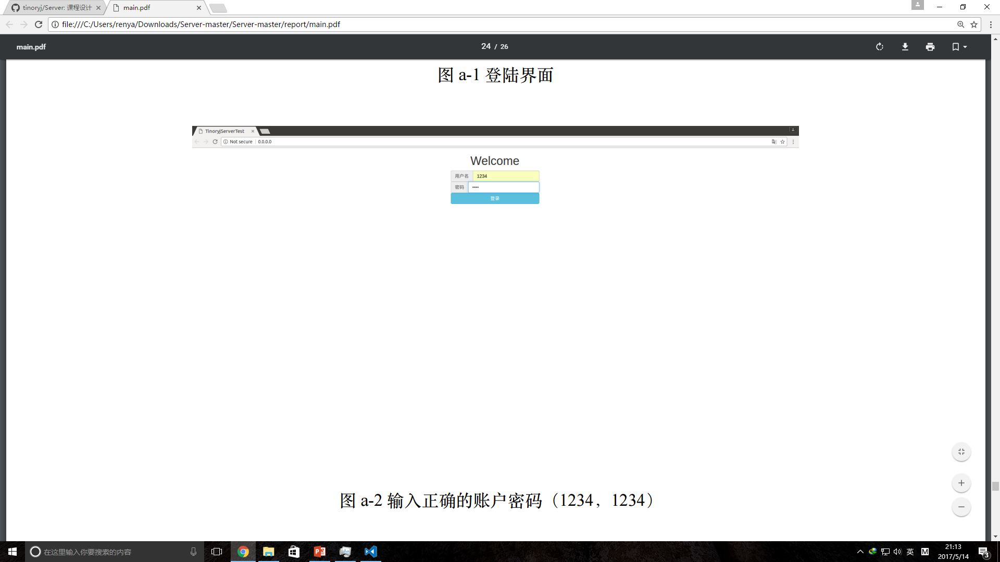 tinoryj/Server: 课程设计
main.pdf
file:///C:/Users/renya/Downloads/Server-master/Server-master/report/main.pdf
main.pdf
24 / 26
图 a-1 登陆界面
TinoryjServerTest
Not secure 0.0.0.0
Welcome
用户名 1234
密码 ••••
登录
图 a-2 输入正确的账户密码（1234，1234）
在这里输入你要搜索的内容
英 M
21:13
2017/5/14
3